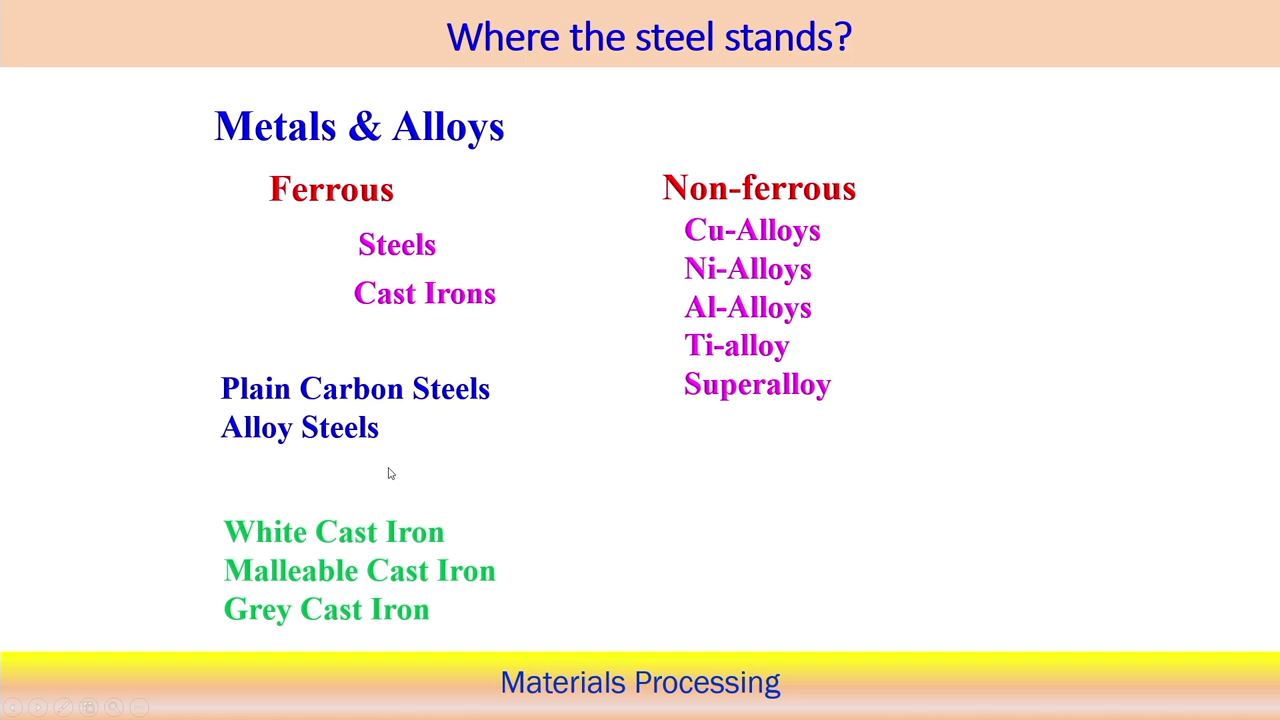 Where the steel stands?
Metals & Alloys
Ferrous
Steels
Cast Irons
Non-ferrous
Cu-Alloys
Ni-Alloys
Al-Alloys
Ti-alloy
Superalloy
Plain Carbon Steels
Alloy Steels
White Cast Iron
Malleable Cast Iron
Grey Cast Iron
Materials Processing